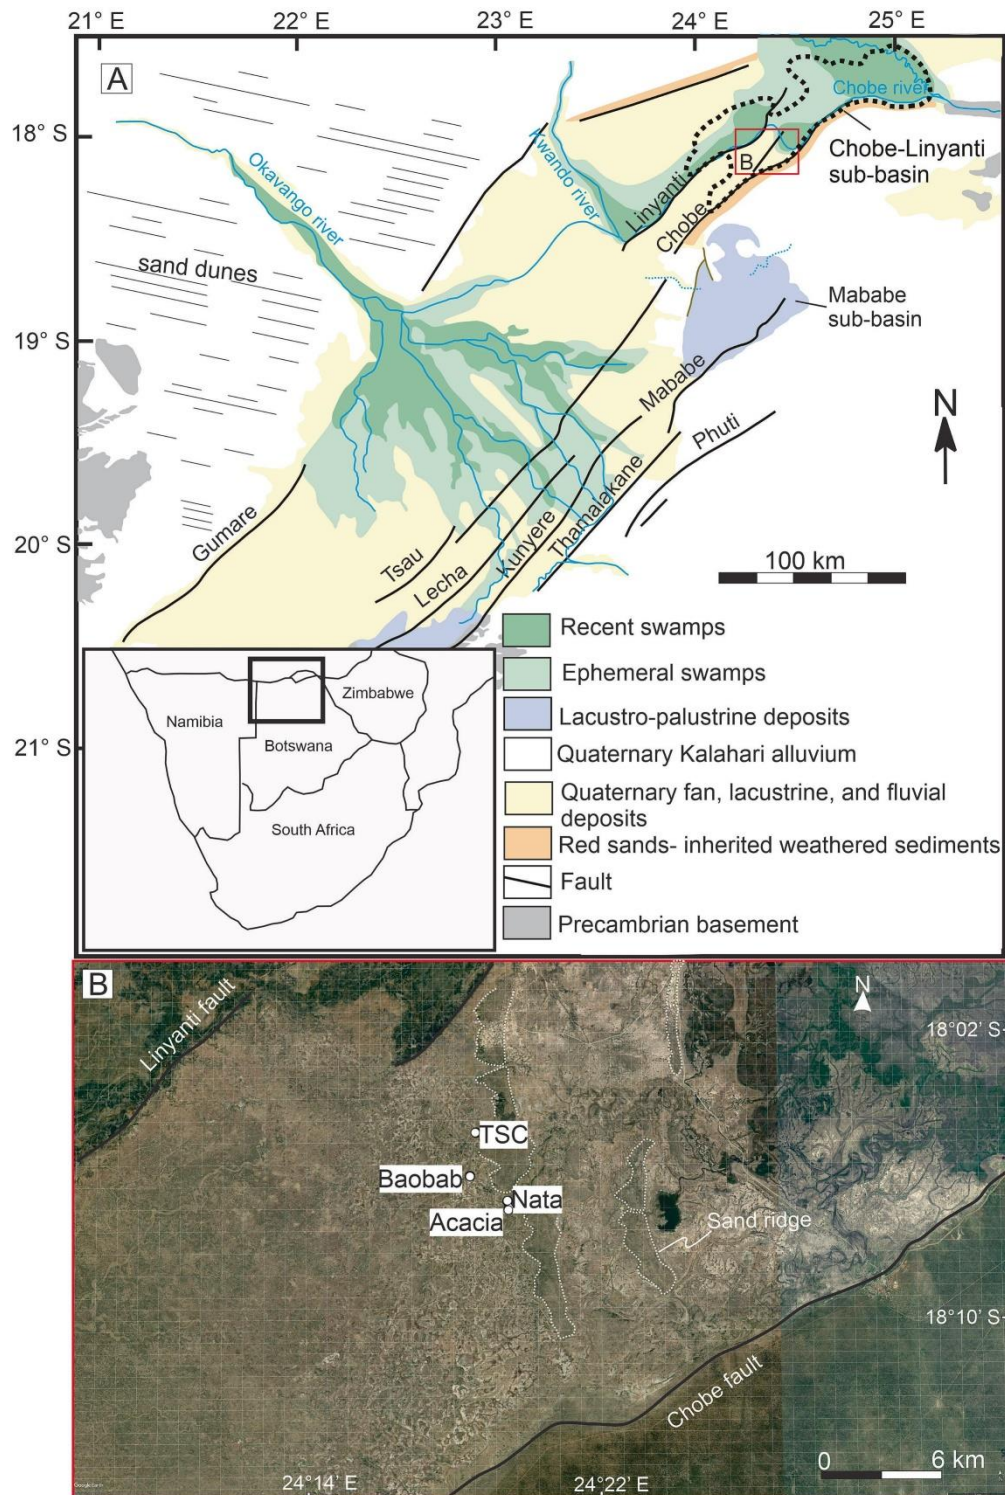 21° E
22° E
23° E
24° E
25° E
A
18° S
19° S
20° S
21° S
Okavango river
Kwando river
Chobe river
sand dunes
Linyanti
Chobe
B
Chobe-Linyanti
sub-basin
Mababe
sub-basin
Mababe
Phuti
N
Gumare
Tsau
Lecha
Kunyere
Thamalakane
100 km
Recent swamps
Ephemeral swamps
Lacustro-palustrine deposits
Quaternary Kalahari alluvium
Quaternary fan, lacustrine, and fluvial
deposits
Red sands- inherited weathered sediments
Fault
Precambrian basement
Namibia
Zimbabwe
Botswana
South Africa
B
Linyanti fault
N
18°02' S
TSC
Baobab
Nata
Acacia
Sand ridge
18°10' S
Chobe fault
24°14' E
24°22' E
0 6 km
Google Earth